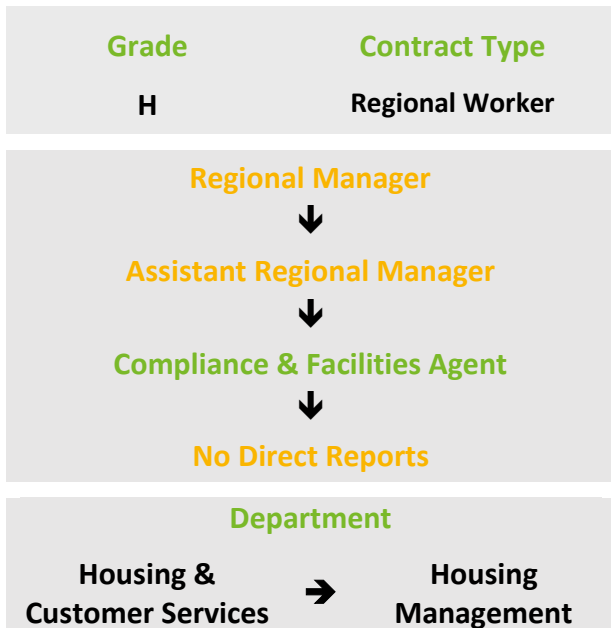 Grade Contract Type
H Regional Worker
Regional Manager
↓
Assistant Regional Manager
↓
Compliance & Facilities Agent
↓
No Direct Reports
Department
Housing & Customer Services → Housing Management